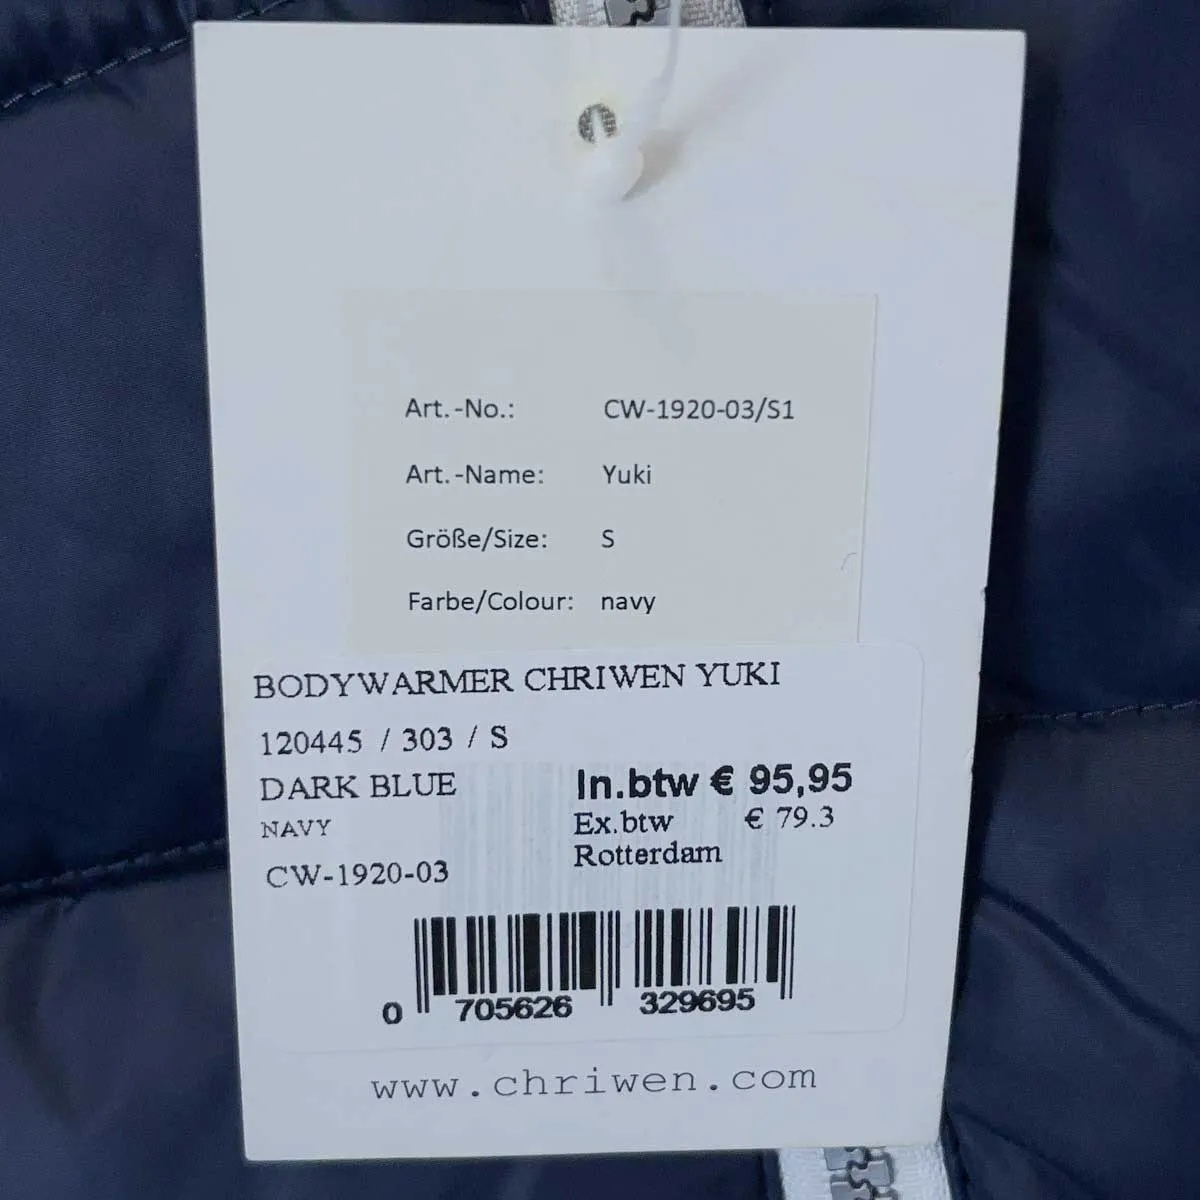 Art.-No.: CW-1920-03/S1
Art.-Name: Yuki
Größe/Size: S
Farbe/Colour: navy
BODYWARMER CHRIWEN YUKI
120445 / 303 / S
DARK BLUE In.btw € 95,95
NAVY Ex.btw € 79.3
CW-1920-03 Rotterdam
0 705626 329695
www.chriwen.com